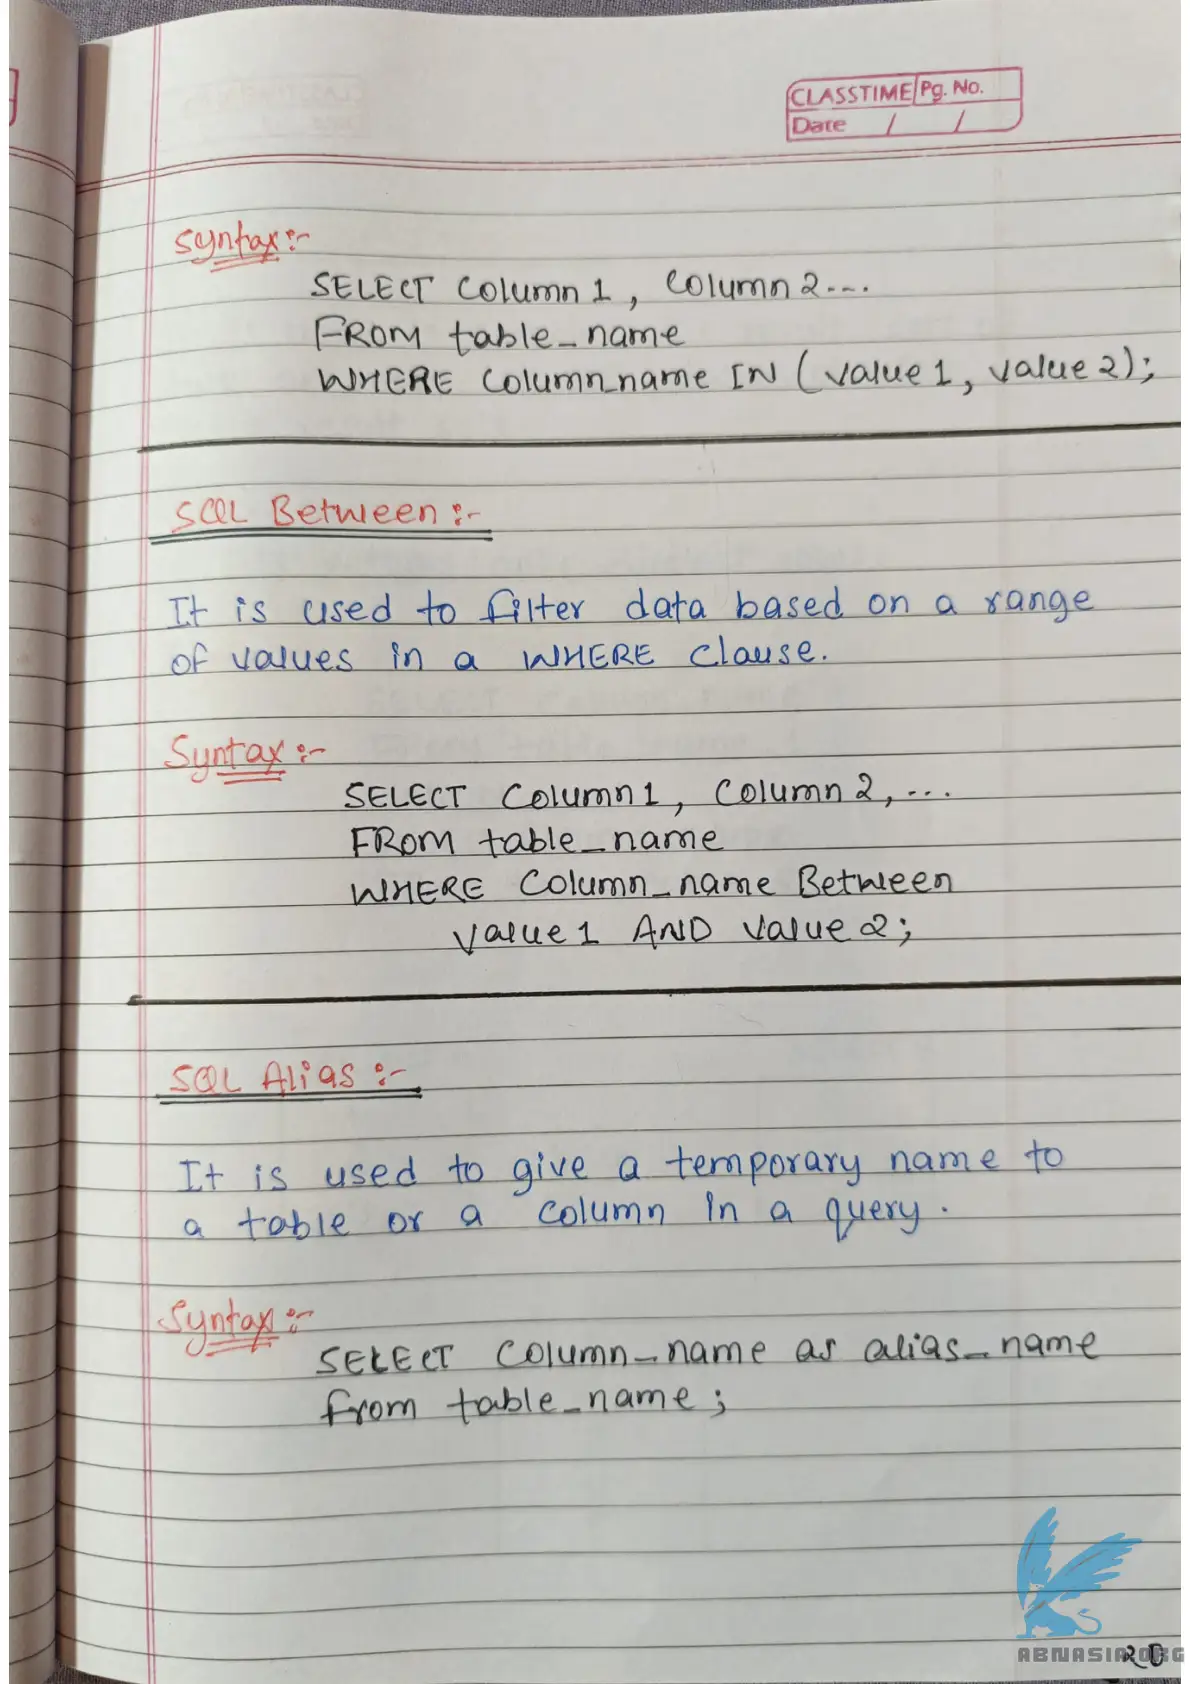 CLASSTIME Pg. No.
Date / /
Syntax :-
SELECT Column 1, Column 2 ...
FROM table_name
WHERE Column_name IN (value 1, value 2);
SQL Between :-
It is used to filter data based on a range
of values in a WHERE clause.
Syntax :-
SELECT Column 1, Column 2, ...
FROM table_name
WHERE Column_name Between
value 1 AND value 2;
SQL Alias :-
It is used to give a temporary name to
a table or a column in a query.
Syntax :-
SELECT Column_name as alias_name
from table_name;
ABNASIA.ORG
20